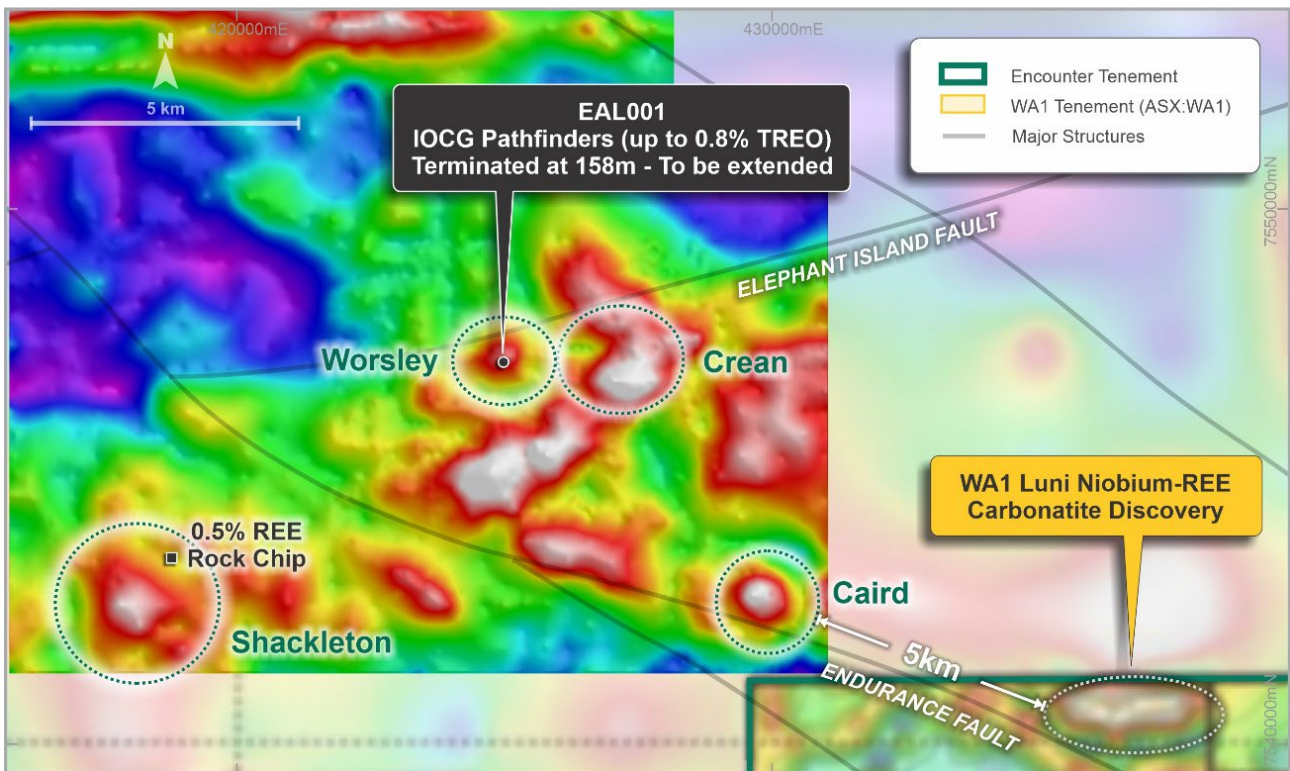 420000mE
430000mE
N
5 km
EAL001
IOCG Pathfinders (up to 0.8% TREO)
Terminated at 158m - To be extended
Encounter Tenement
WA1 Tenement (ASX:WA1)
Major Structures
7550000mN
ELEPHANT ISLAND FAULT
Worsley
Crean
WA1 Luni Niobium-REE
Carbonatite Discovery
0.5% REE
Rock Chip
Caird
Shackleton
5km
ENDURANCE FAULT
7540000mN